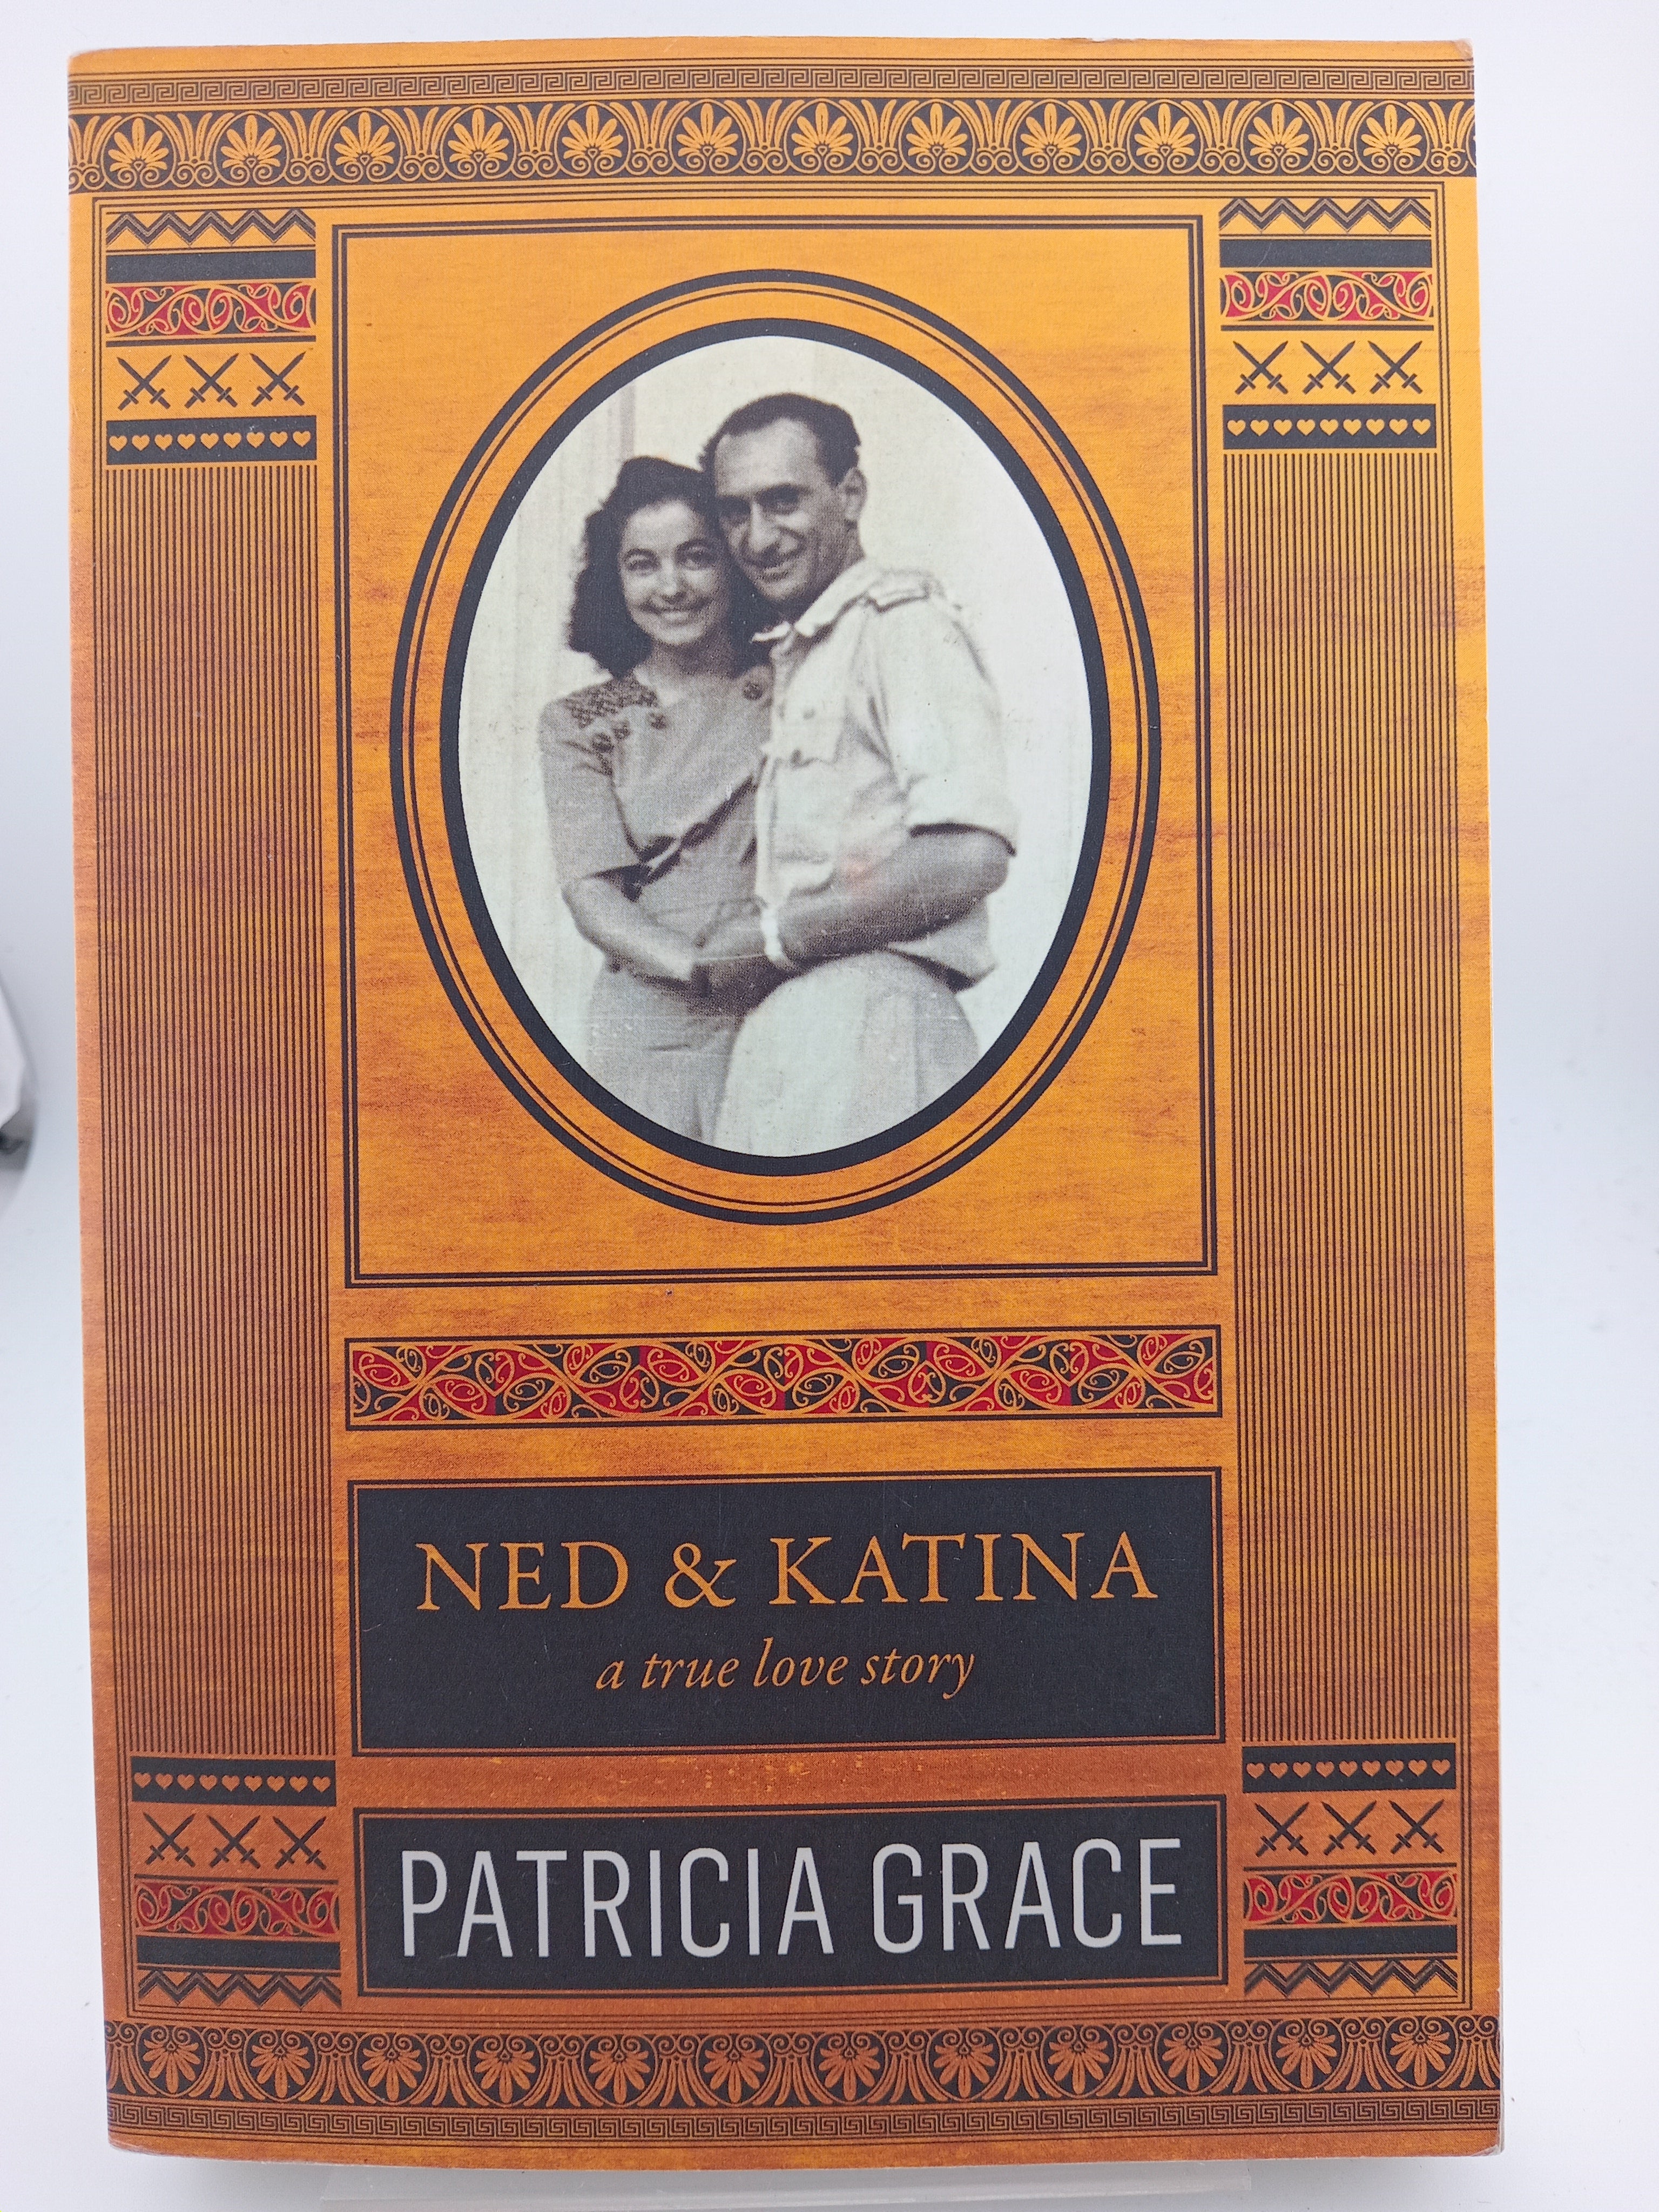 NED & KATINA
a true love story
PATRICIA GRACE